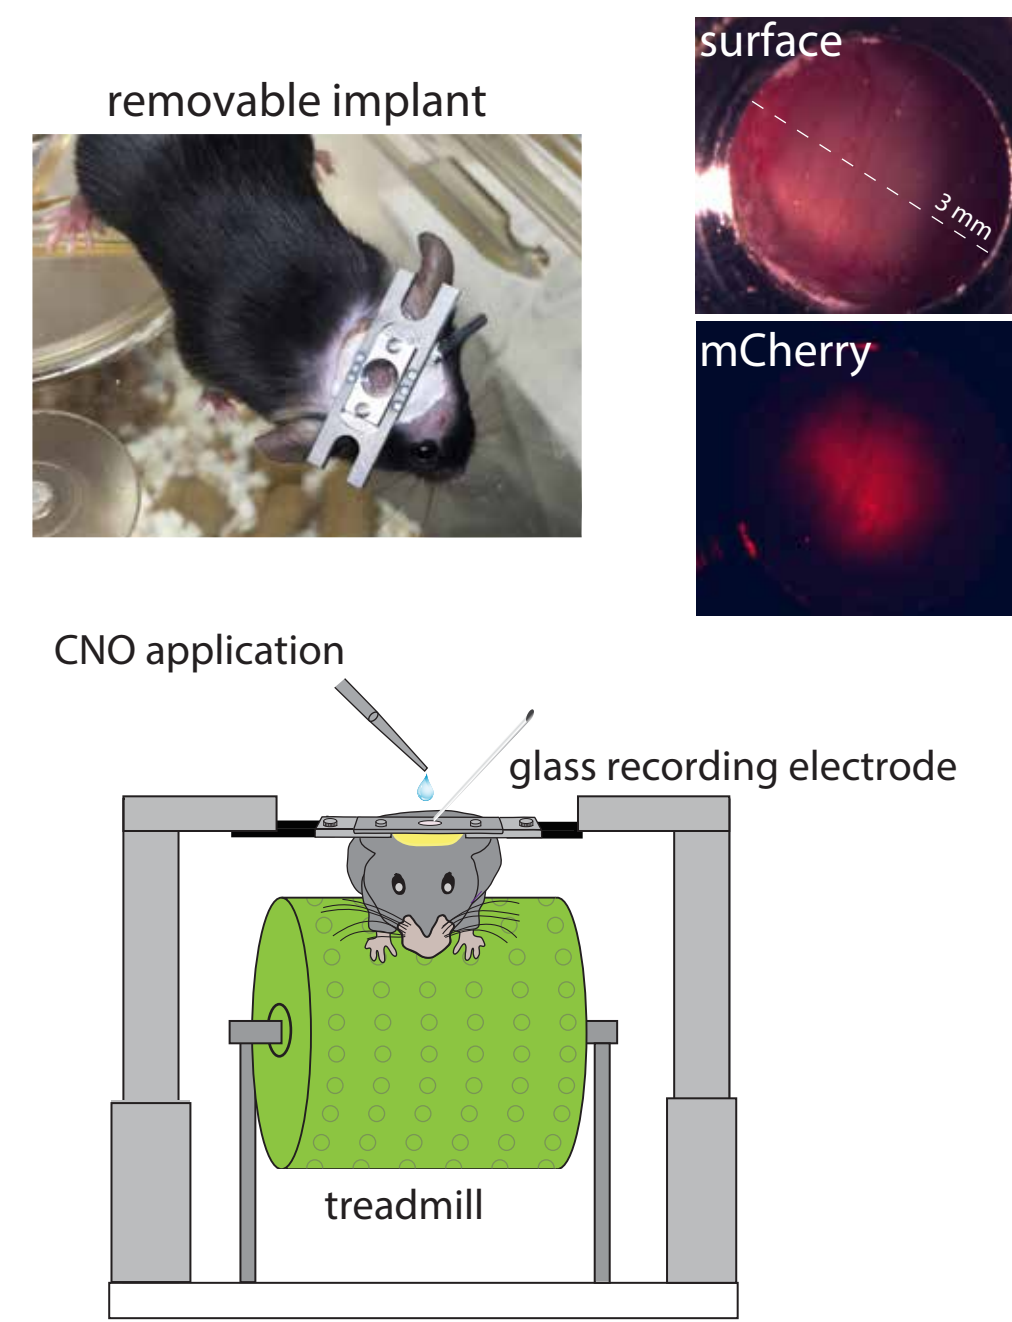 removable implant
surface
3 mm
mCherry
CNO application
glass recording electrode
treadmill